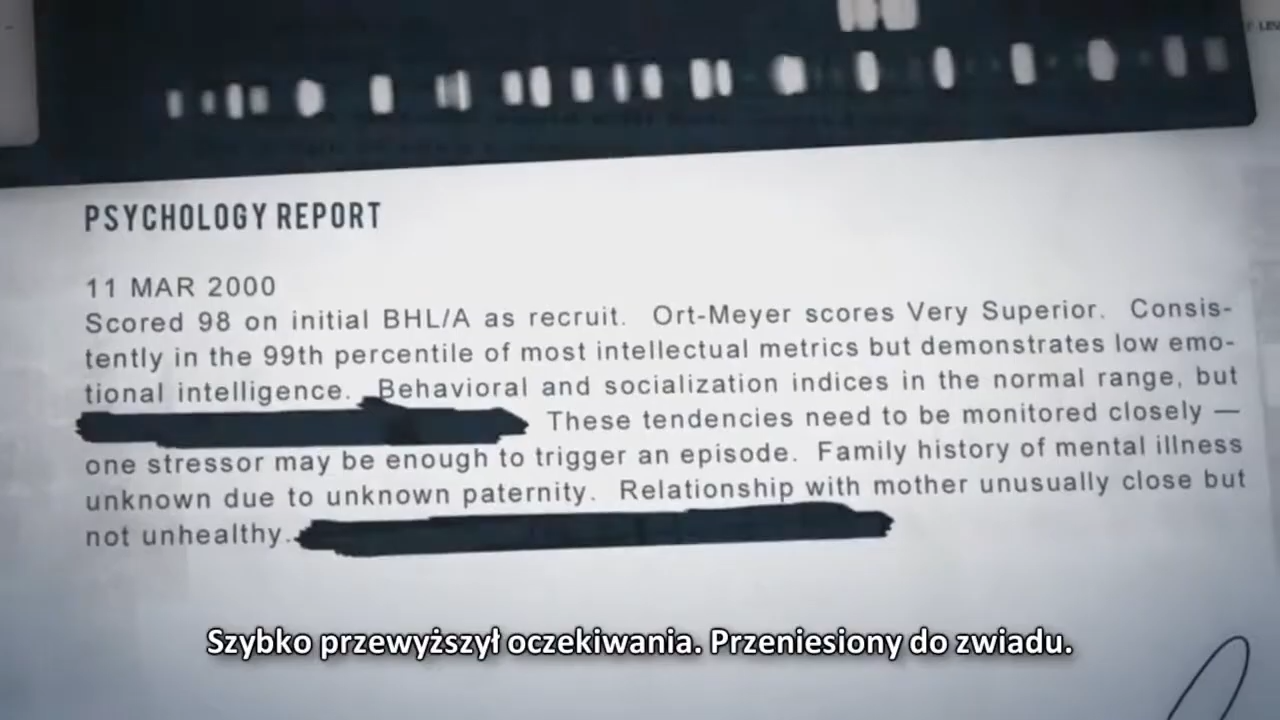 PSYCHOLOGY REPORT
11 MAR 2000
Scored 98 on initial BHL/A as recruit. Ort-Meyer scores Very Superior. Consis-
tently in the 99th percentile of most intellectual metrics but demonstrates low emo-
tional intelligence. Behavioral and socialization indices in the normal range, but
These tendencies need to be monitored closely —
one stressor may be enough to trigger an episode. Family history of mental illness
unknown due to unknown paternity. Relationship with mother unusually close but
not unhealthy.
Szybko przewyższył oczekiwania. Przeniesiony do zwiadu.